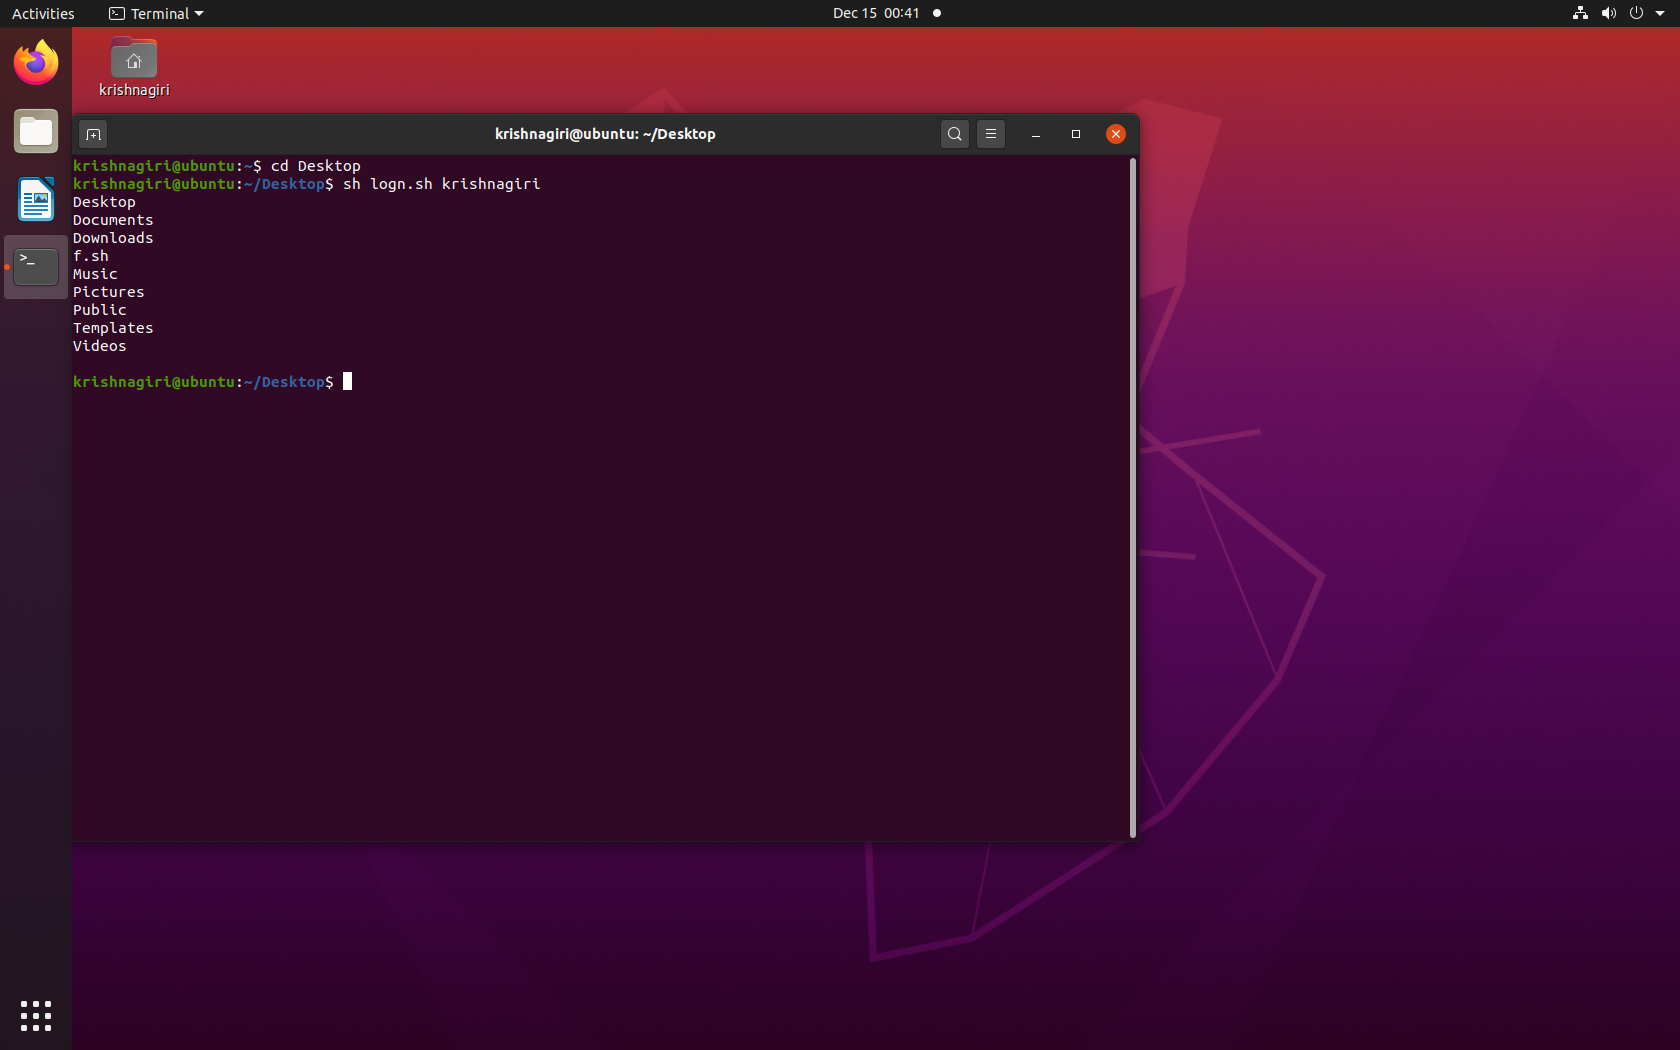 Activities
Terminal
Dec 15 00:41
krishnagiri
krishnagiri@ubuntu: ~/Desktop
krishnagiri@ubuntu:~$ cd Desktop
krishnagiri@ubuntu:~/Desktop$ sh logn.sh krishnagiri
Desktop
Documents
Downloads
f.sh
Music
Pictures
Public
Templates
Videos
krishnagiri@ubuntu:~/Desktop$